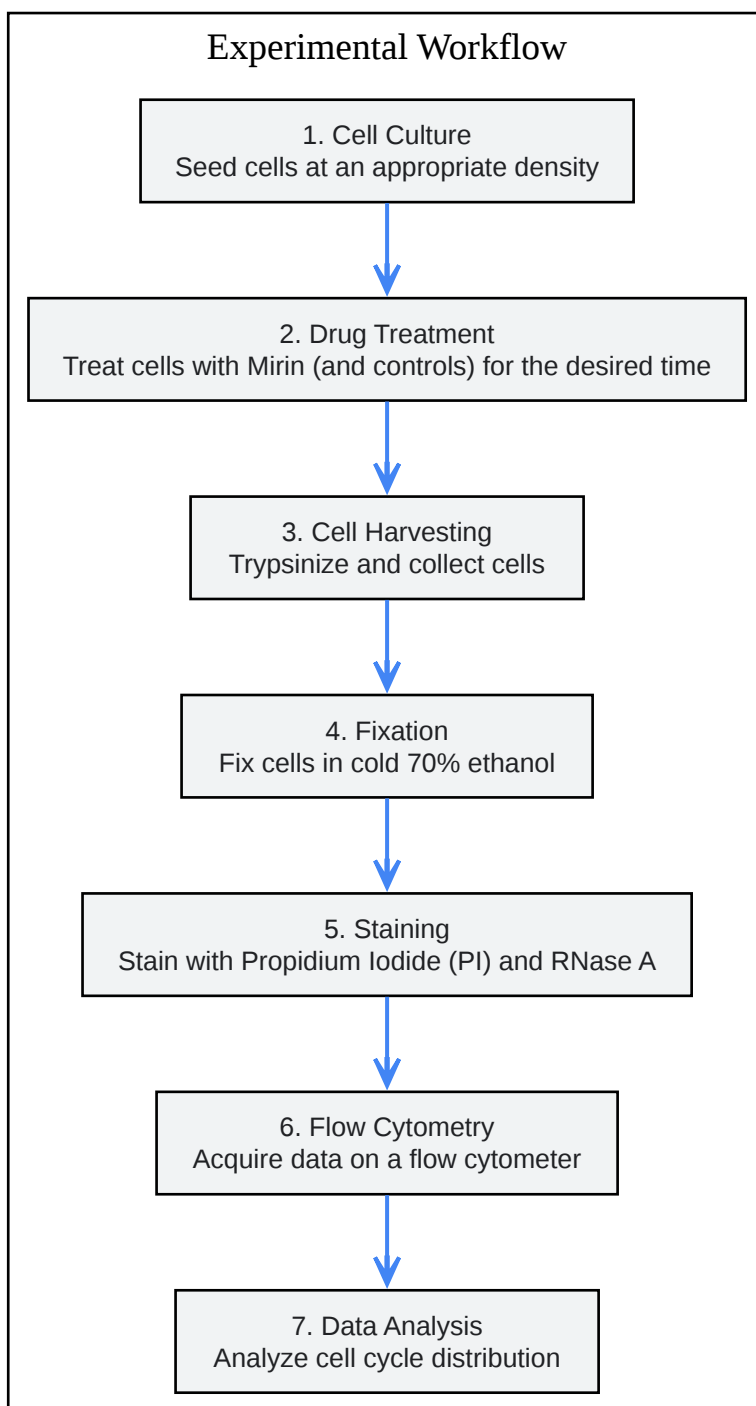 Experimental Workflow
1. Cell Culture
Seed cells at an appropriate density
2. Drug Treatment
Treat cells with Mirin (and controls) for the desired time
3. Cell Harvesting
Trypsinize and collect cells
4. Fixation
Fix cells in cold 70% ethanol
5. Staining
Stain with Propidium Iodide (PI) and RNase A
6. Flow Cytometry
Acquire data on a flow cytometer
7. Data Analysis
Analyze cell cycle distribution